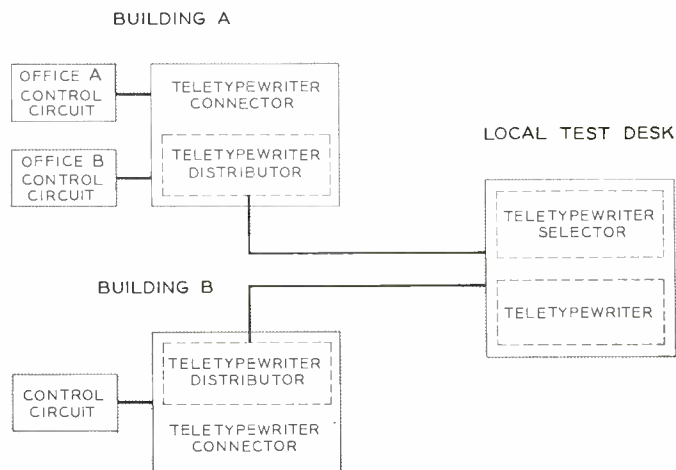 BUILDING A
OFFICE A
CONTROL
CIRCUIT
TELETYPEWRITER
CONNECTOR
OFFICE B
CONTROL
CIRCUIT
TELETYPEWRITER
DISTRIBUTOR
LOCAL TEST DESK
TELETYPEWRITER
SELECTOR
TELETYPEWRITER
BUILDING B
TELETYPEWRITER
DISTRIBUTOR
CONTROL
CIRCUIT
TELETYPEWRITER
CONNECTOR